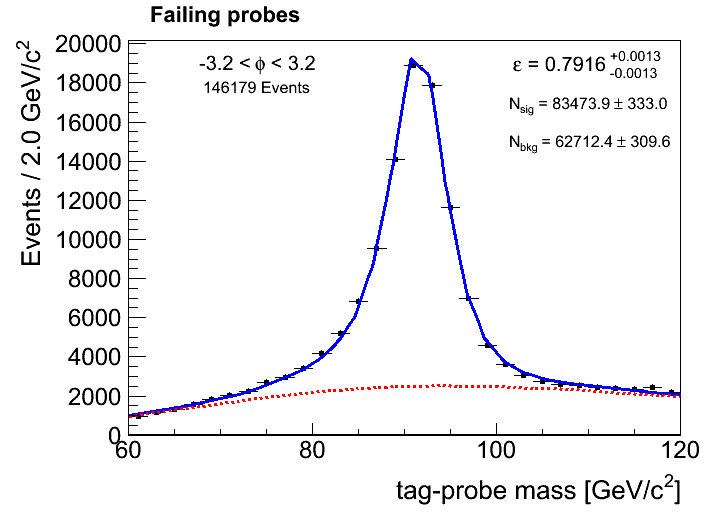 Failing probes
-3.2 < ϕ < 3.2
146179 Events
ε = 0.7916 +0.0013 -0.0013
Nsig = 83473.9 ± 333.0
Nbkg = 62712.4 ± 309.6
Events / 2.0 GeV/c²
20000
18000
16000
14000
12000
10000
8000
6000
4000
2000
0
60 80 100 120
tag-probe mass [GeV/c²]